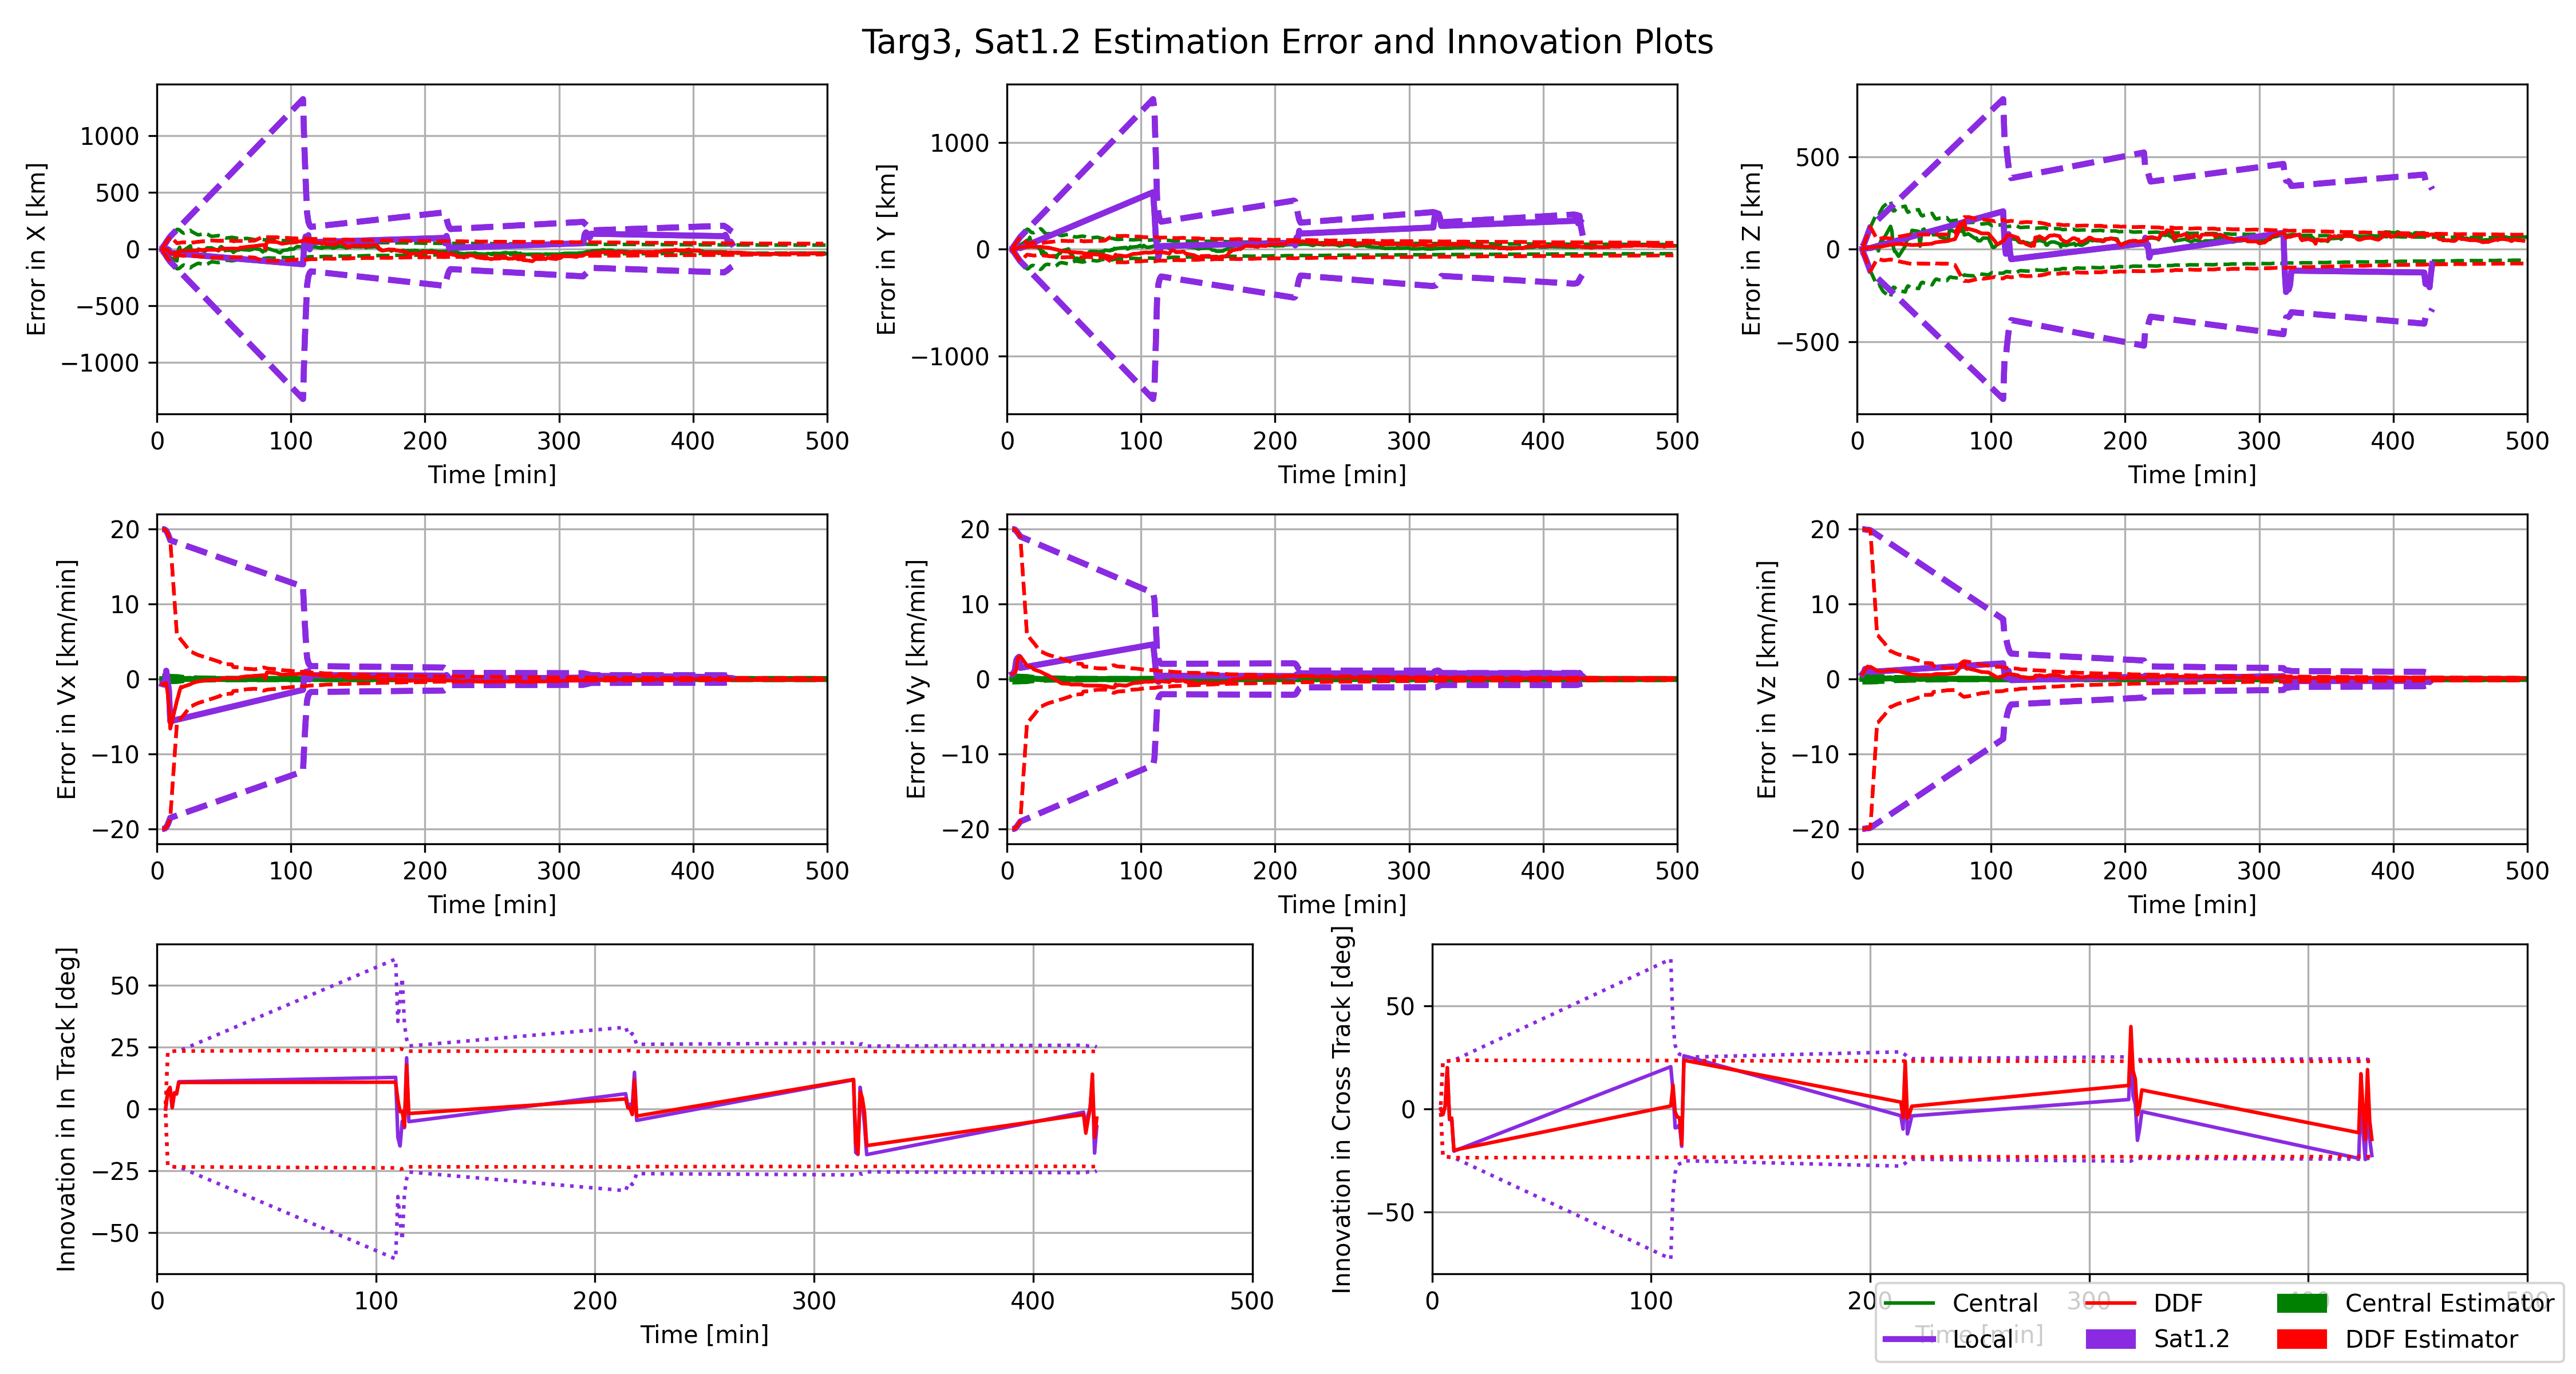 Targ3, Sat1.2 Estimation Error and Innovation Plots
Error in X [km]
1000
500
0
−500
−1000
0 100 200 300 400 500
Time [min]
Error in Y [km]
1000
0
−1000
0 100 200 300 400 500
Time [min]
Error in Z [km]
500
0
−500
0 100 200 300 400 500
Time [min]
Error in Vx [km/min]
20
10
0
−10
−20
0 100 200 300 400 500
Time [min]
Error in Vy [km/min]
20
10
0
−10
−20
0 100 200 300 400 500
Time [min]
Error in Vz [km/min]
20
10
0
−10
−20
0 100 200 300 400 500
Time [min]
Innovation in In Track [deg]
50
25
0
−25
−50
0 100 200 300 400 500
Time [min]
Innovation in Cross Track [deg]
50
0
−50
0 100 200 300 400 500
Time [min]
Central DDF Central Estimator
Local Sat1.2 DDF Estimator